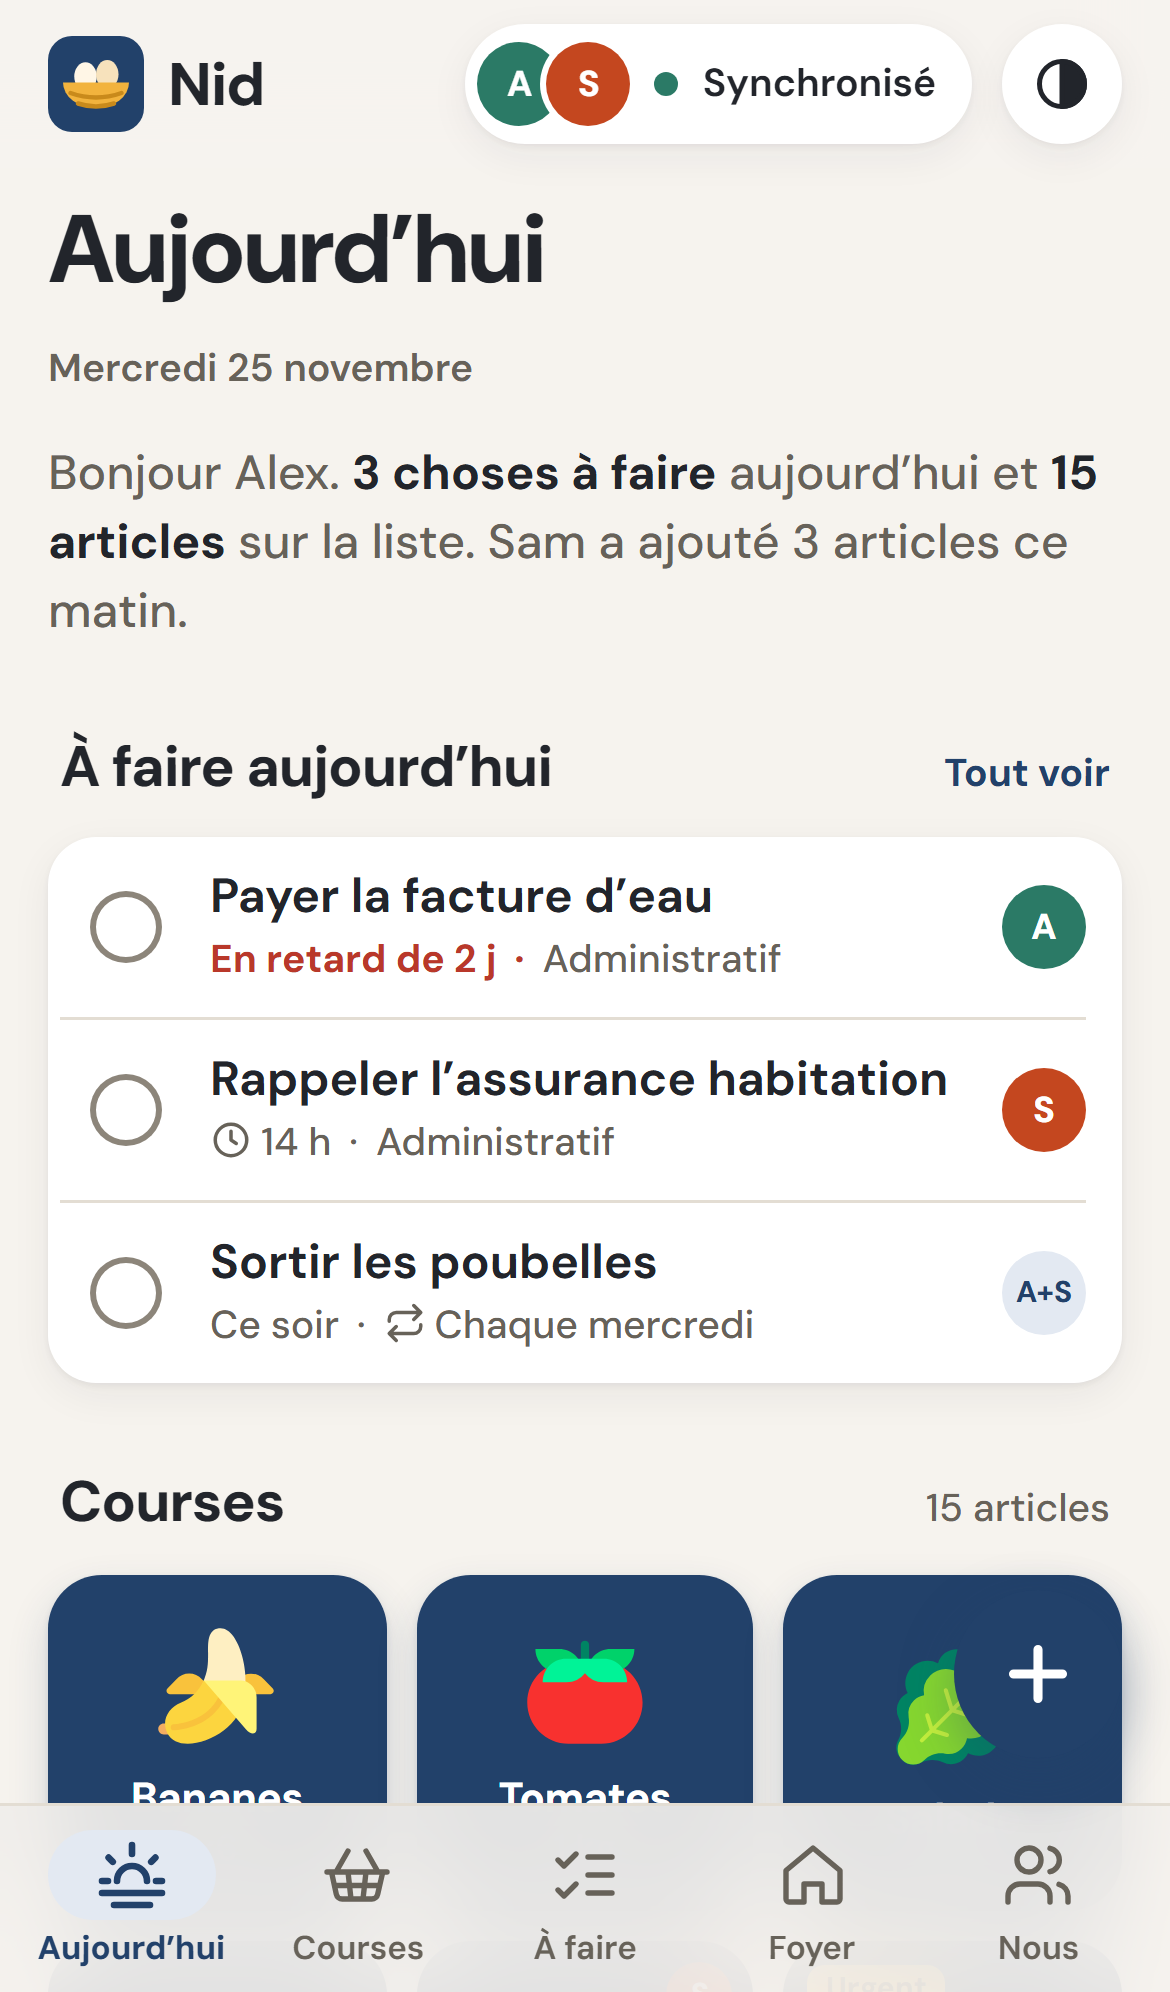 Nid
A
S
Synchronisé
Aujourd’hui
Mercredi 25 novembre
Bonjour Alex. 3 choses à faire aujourd’hui et 15
articles sur la liste. Sam a ajouté 3 articles ce
matin.
À faire aujourd’hui
Tout voir
Payer la facture d’eau
En retard de 2 j · Administratif
A
Rappeler l’assurance habitation
14 h · Administratif
S
Sortir les poubelles
Ce soir · Chaque mercredi
A+S
Courses
15 articles
Bananes
Tomates
Aujourd’hui
Courses
À faire
Foyer
Nous
S
Urgent